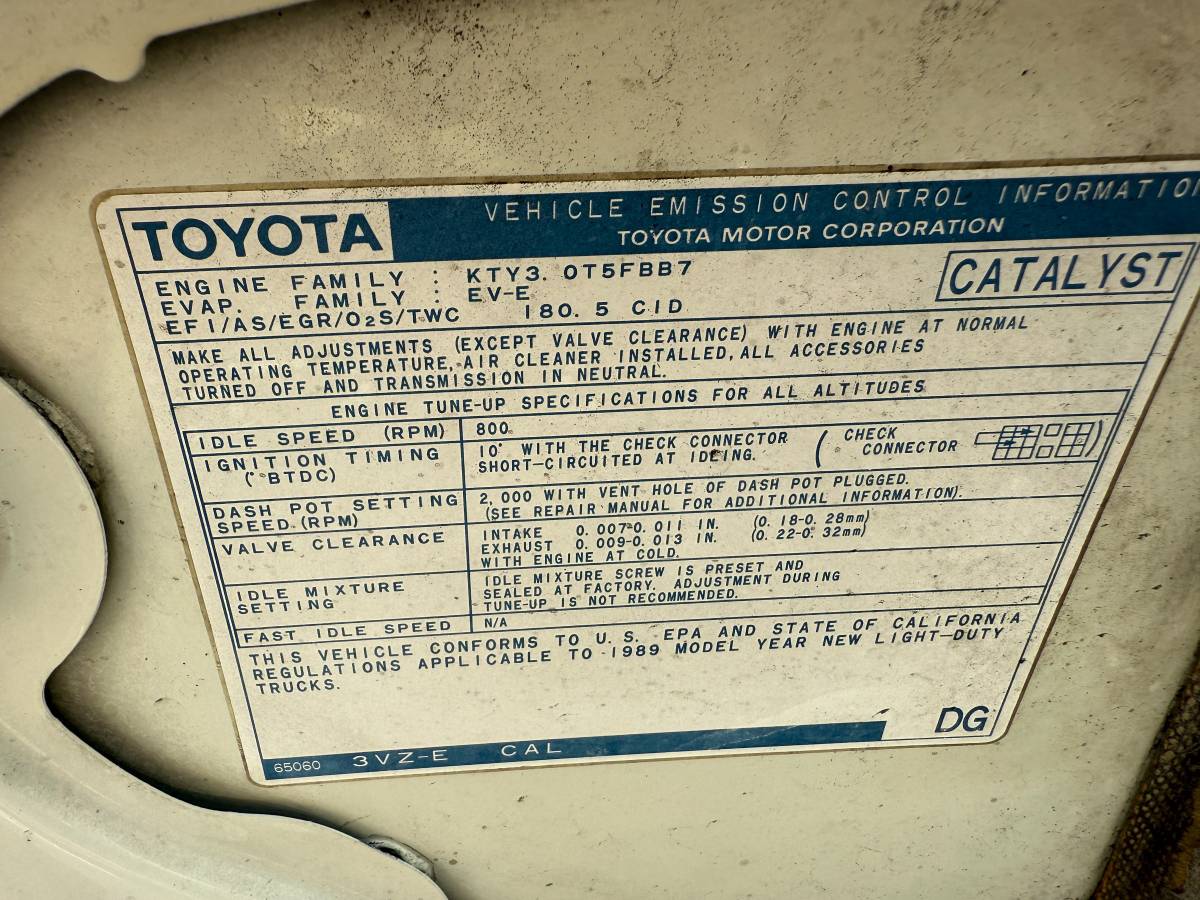 TOYOTA
VEHICLE EMISSION CONTROL INFORMATIO
TOYOTA MOTOR CORPORATION
ENGINE FAMILY : KTY3. 0T5FBB7
EVAP. FAMILY : EV-E
EFI/AS/EGR/O₂S/TWC 180. 5 CID
CATALYST
MAKE ALL ADJUSTMENTS (EXCEPT VALVE CLEARANCE) WITH ENGINE AT NORMAL
OPERATING TEMPERATURE, AIR CLEANER INSTALLED, ALL ACCESSORIES
TURNED OFF AND TRANSMISSION IN NEUTRAL.
ENGINE TUNE-UP SPECIFICATIONS FOR ALL ALTITUDES
IDLE SPEED (RPM) 800
IGNITION TIMING
(°BTDC)
10° WITH THE CHECK CONNECTOR
SHORT-CIRCUITED AT IDLING.
( CHECK
CONNECTOR )
DASH POT SETTING
SPEED (RPM)
2, 000 WITH VENT HOLE OF DASH POT PLUGGED.
(SEE REPAIR MANUAL FOR ADDITIONAL INFORMATION).
VALVE CLEARANCE
INTAKE 0. 007-0. 011 IN. (0. 18-0. 28mm)
EXHAUST 0. 009-0. 013 IN. (0. 22-0. 32mm)
WITH ENGINE AT COLD.
IDLE MIXTURE
SETTING
IDLE MIXTURE SCREW IS PRESET AND
SEALED AT FACTORY. ADJUSTMENT DURING
TUNE-UP IS NOT RECOMMENDED.
FAST IDLE SPEED N/A
THIS VEHICLE CONFORMS TO U. S. EPA AND STATE OF CALIFORNIA
REGULATIONS APPLICABLE TO 1989 MODEL YEAR NEW LIGHT-DUTY
TRUCKS.
DG
65060 3VZ-E CAL